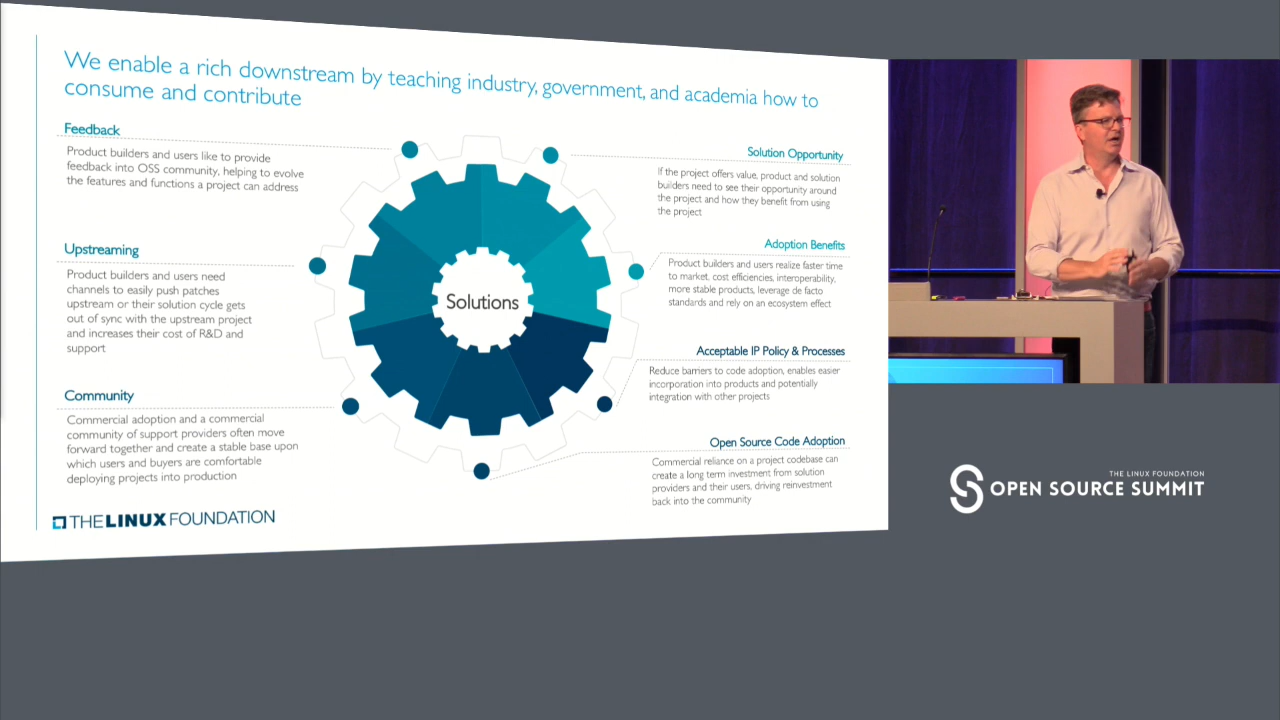 We enable a rich downstream by teaching industry, government, and academia how to
consume and contribute
Feedback
Product builders and users like to provide
feedback into OSS community, helping to evolve
the features and functions a project can address
Upstreaming
Product builders and users need
channels to easily push patches
upstream or their solution cycle gets
out of sync with the upstream project
and increases their cost of R&D and
support
Community
Commercial adoption and a commercial
community of support providers often move
forward together and create a stable base upon
which users and buyers are comfortable
deploying projects into production
Solutions
Solution Opportunity
If the project offers value, product and solution
builders need to see their opportunity around
the project and how they benefit from using
the project
Adoption Benefits
Product builders and users realize faster time
to market, cost efficiencies, interoperability,
more stable products, leverage de facto
standards and rely on an ecosystem effect
Acceptable IP Policy & Processes
Reduce barriers to code adoption, enables easier
incorporation into products and potentially
integration with other projects
Open Source Code Adoption
Commercial reliance on a project codebase can
create a long term investment from solution
providers and their users, driving reinvestment
back into the community
THE LINUX FOUNDATION
THE LINUX FOUNDATION
OPEN SOURCE SUMMIT